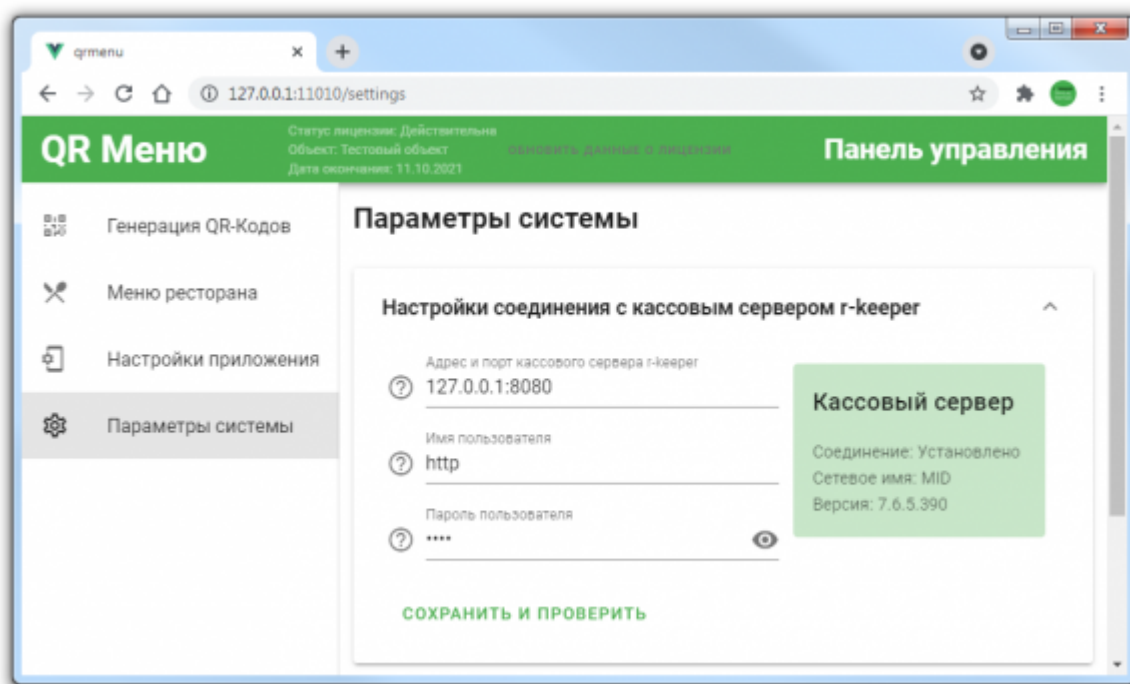 qrmenu
127.0.0.1:11010/settings
QR Меню
Статус лицензии: Действительна
Объект: Тестовый объект
Дата окончания: 11.10.2021
ОБНОВИТЬ ДАННЫЕ О ЛИЦЕНЗИИ
Панель управления
Генерация QR-Кодов
Меню ресторана
Настройки приложения
Параметры системы
Параметры системы
Настройки соединения с кассовым сервером r-keeper
Адрес и порт кассового сервера r-keeper
127.0.0.1:8080
Имя пользователя
http
Пароль пользователя
••••
СОХРАНИТЬ И ПРОВЕРИТЬ
Кассовый сервер
Соединение: Установлено
Сетевое имя: MID
Версия: 7.6.5.390